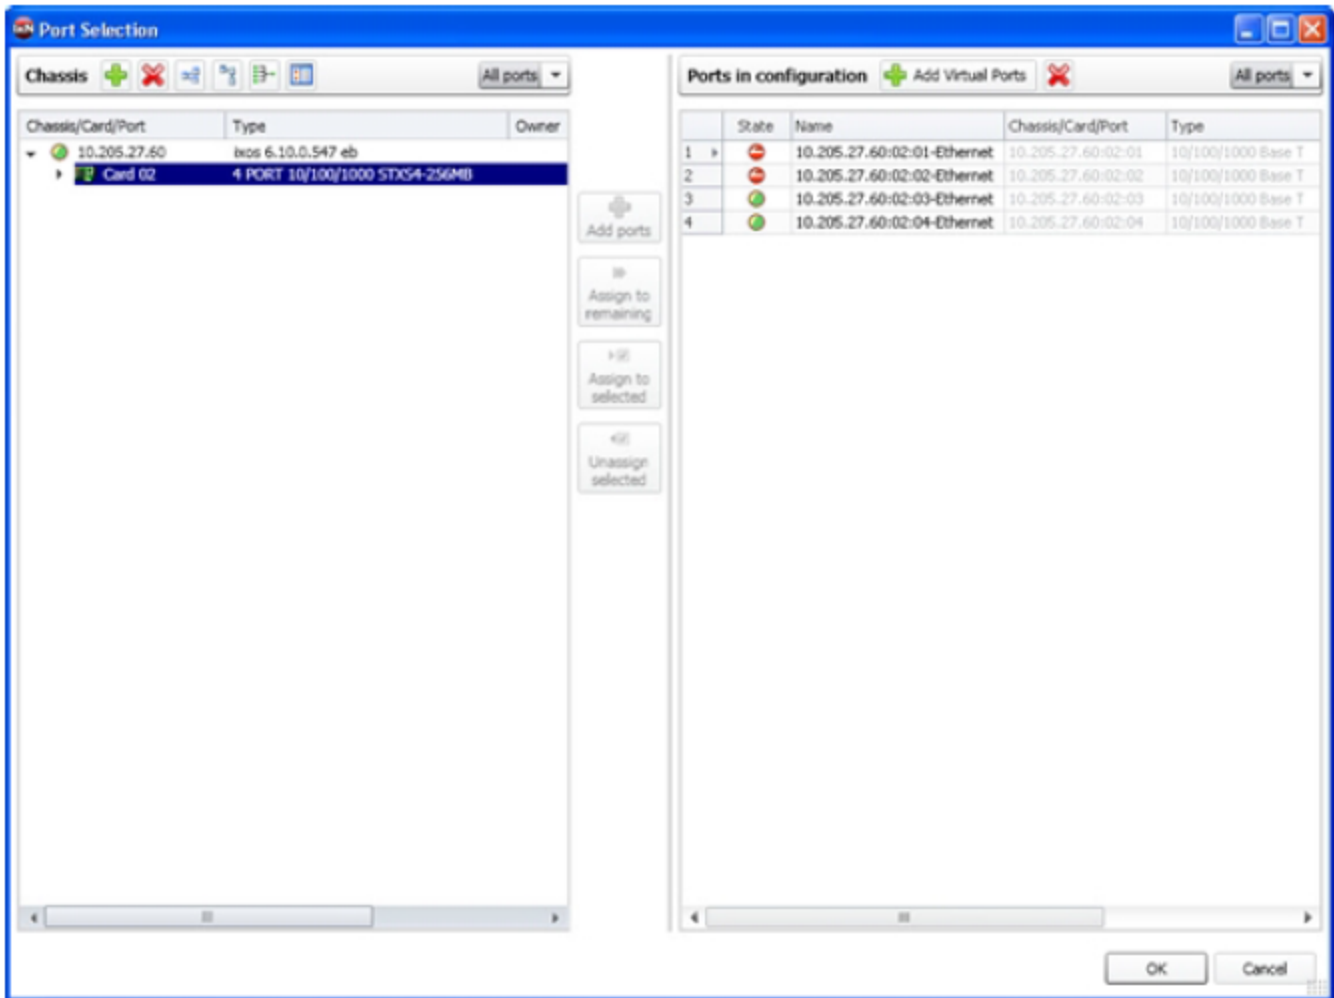 Port Selection
Chassis All ports
Ports in configuration Add Virtual Ports All ports
Chassis/Card/Port Type Owner
10.205.27.60 ixos 6.10.0.547 eb
Card 02 4 PORT 10/100/1000 STXS4-256MB
Add ports
Assign to
remaining
Assign to
selected
Unassign
selected
State Name Chassis/Card/Port Type
1 10.205.27.60:02:01-Ethernet 10.205.27.60:02:01 10/100/1000 Base T
2 10.205.27.60:02:02-Ethernet 10.205.27.60:02:02 10/100/1000 Base T
3 10.205.27.60:02:03-Ethernet 10.205.27.60:02:03 10/100/1000 Base T
4 10.205.27.60:02:04-Ethernet 10.205.27.60:02:04 10/100/1000 Base T
OK Cancel